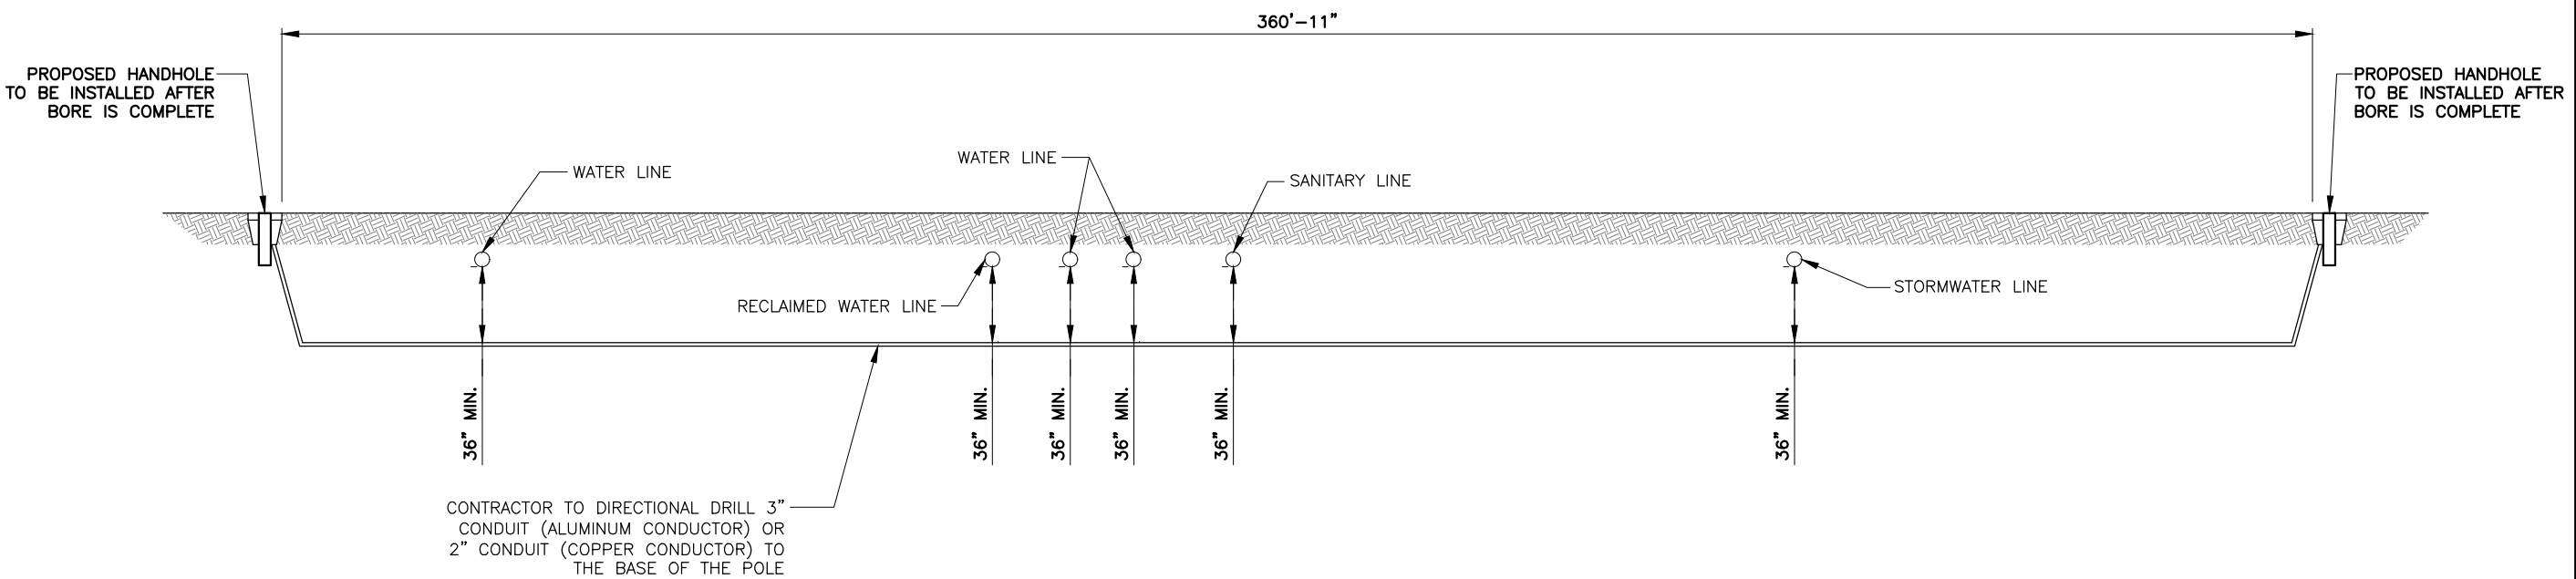 360'-11"
PROPOSED HANDHOLE
TO BE INSTALLED AFTER
BORE IS COMPLETE
PROPOSED HANDHOLE
TO BE INSTALLED AFTER
BORE IS COMPLETE
WATER LINE
WATER LINE
SANITARY LINE
RECLAIMED WATER LINE
STORMWATER LINE
36" MIN.
36" MIN.
36" MIN.
36" MIN.
36" MIN.
36" MIN.
CONTRACTOR TO DIRECTIONAL DRILL 3"
CONDUIT (ALUMINUM CONDUCTOR) OR
2" CONDUIT (COPPER CONDUCTOR) TO
THE BASE OF THE POLE